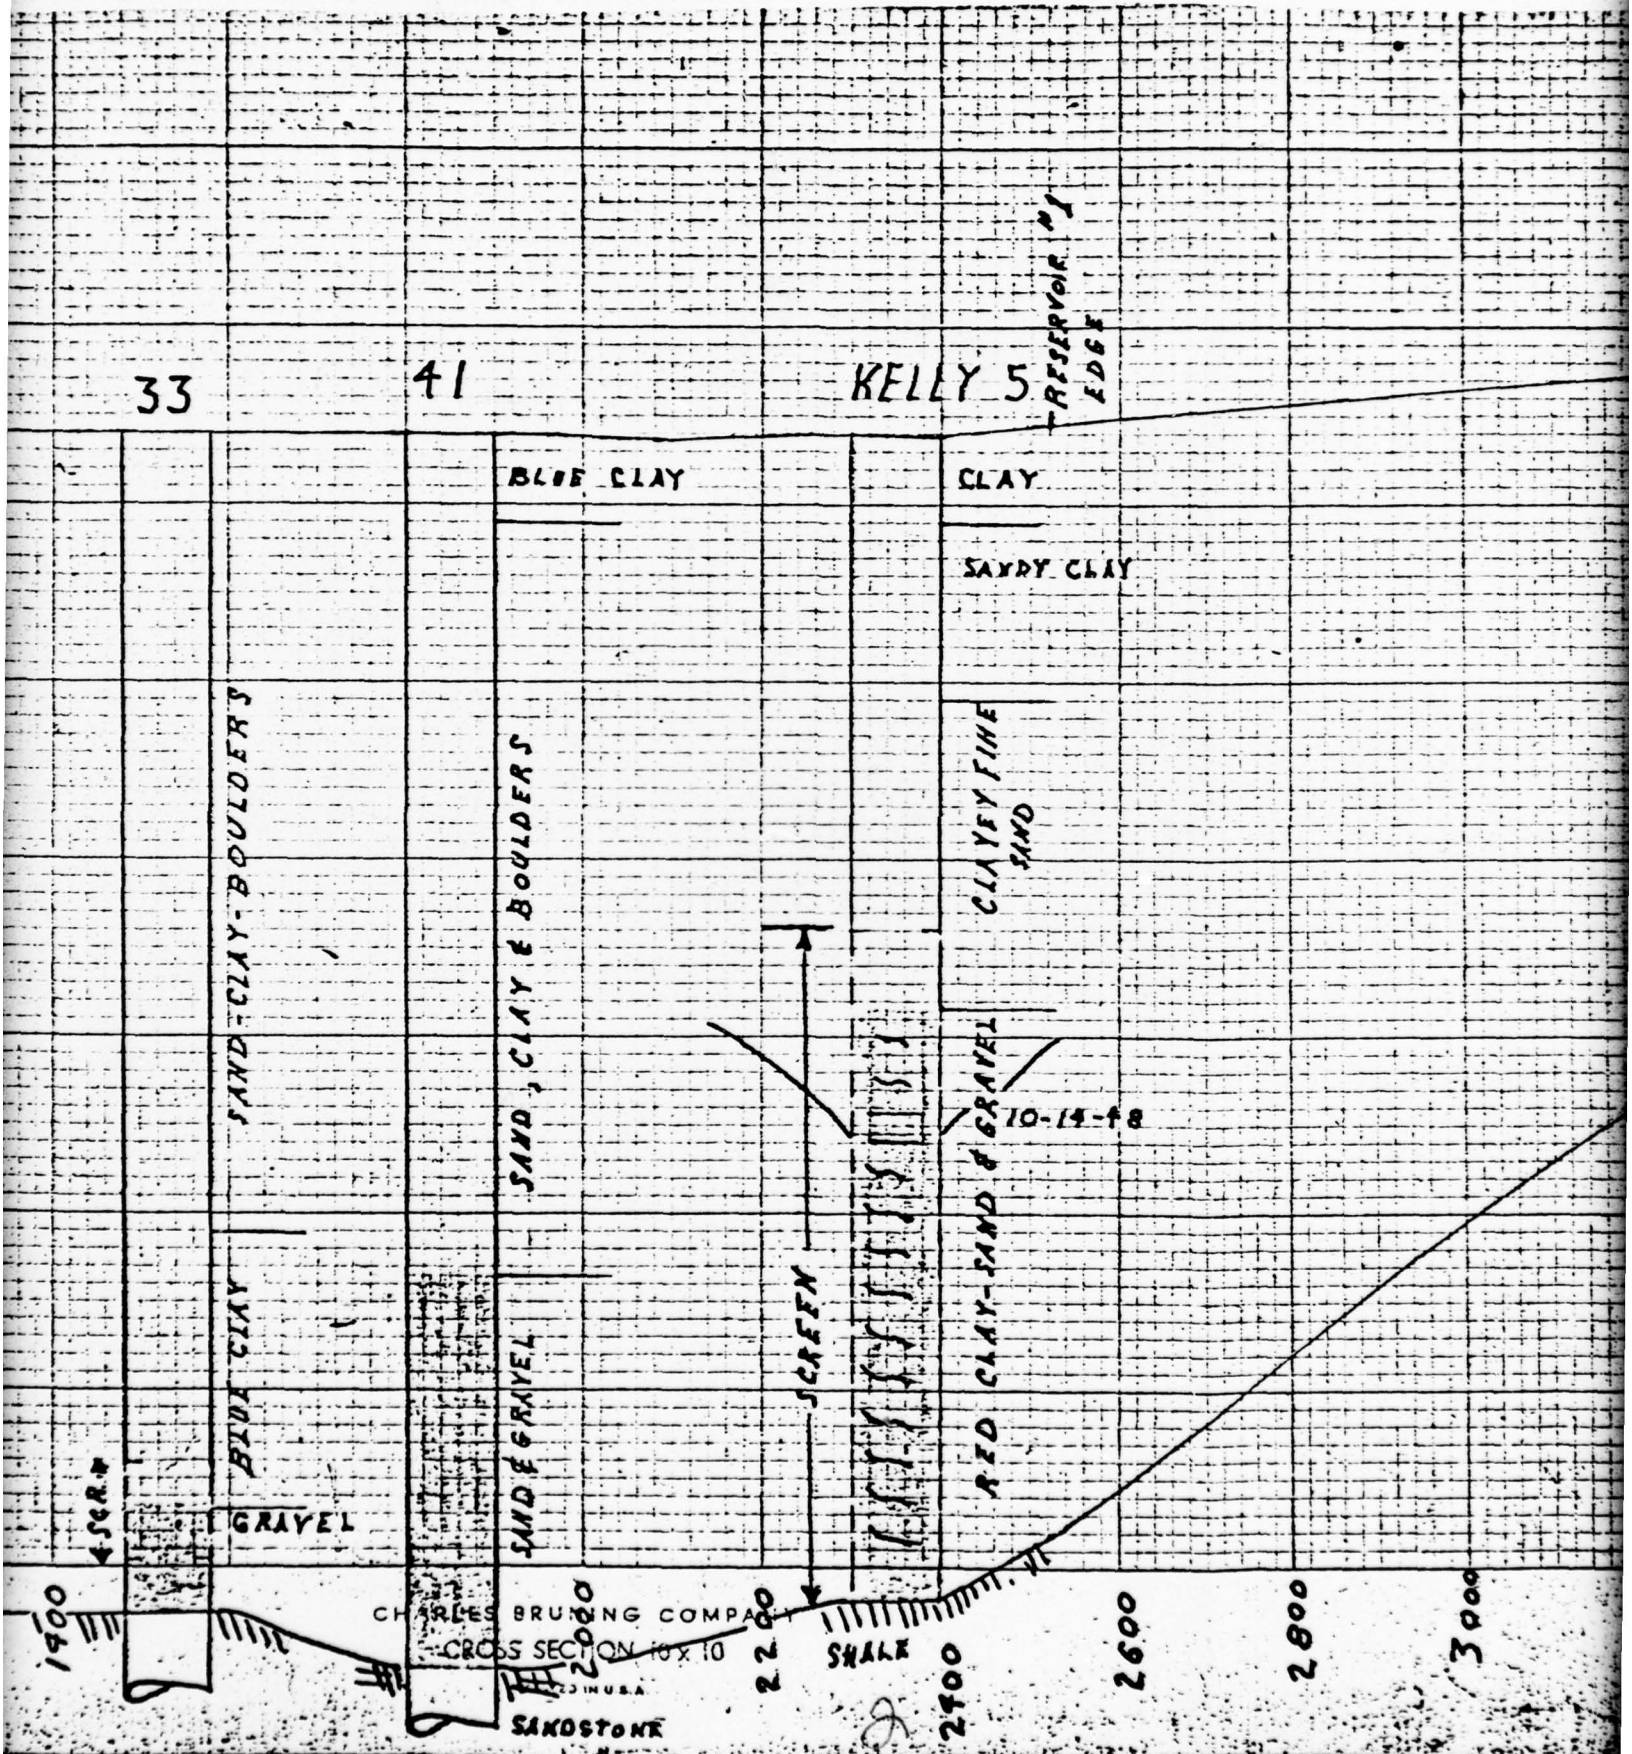 RESERVOIR #1
EDGE
33
41
KELLY 5
BLUE CLAY
CLAY
SANDY CLAY
SAND-CLAY-BOULDERS
SAND, CLAY & BOULDERS
CLAYEY FINE
SAND
10-14-48
RED CLAY-SAND & GRAVEL
SCREEN
BLUE CLAY
SAND & GRAVEL
SCR.
GRAVEL
CHARLES BRUNING COMPANY
CROSS SECTION 10 x 10
IN U.S.A.
SHALE
SANDSTONE
2000
2200
2400
2600
2800
3000
2